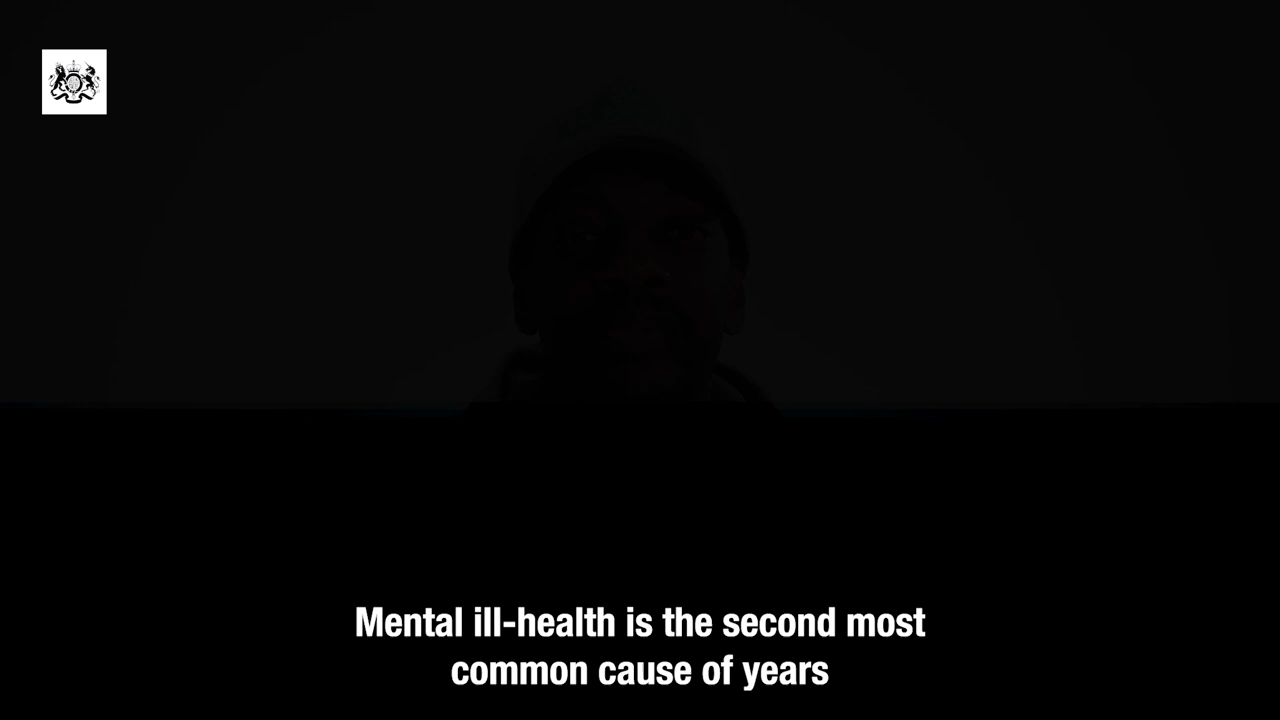 Mental ill-health is the second most
common cause of years